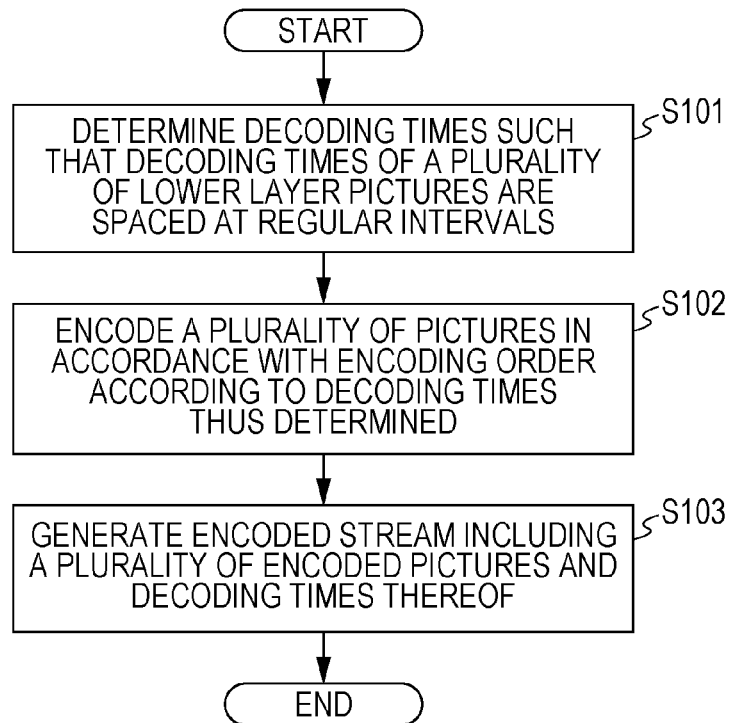 START
S101
DETERMINE DECODING TIMES SUCH
THAT DECODING TIMES OF A PLURALITY
OF LOWER LAYER PICTURES ARE
SPACED AT REGULAR INTERVALS
S102
ENCODE A PLURALITY OF PICTURES IN
ACCORDANCE WITH ENCODING ORDER
ACCORDING TO DECODING TIMES
THUS DETERMINED
S103
GENERATE ENCODED STREAM INCLUDING
A PLURALITY OF ENCODED PICTURES AND
DECODING TIMES THEREOF
END